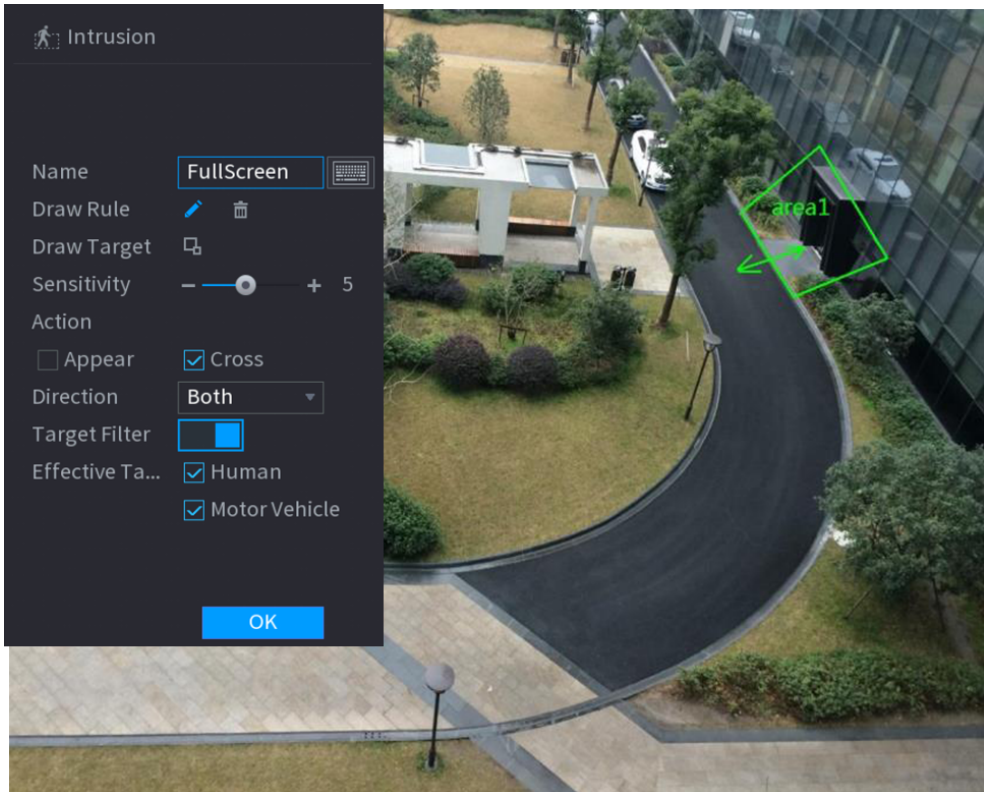 Intrusion
Name FullScreen
Draw Rule
Draw Target
Sensitivity 5
Action
Appear Cross
Direction Both
Target Filter
Effective Ta... Human
Motor Vehicle
OK
area1